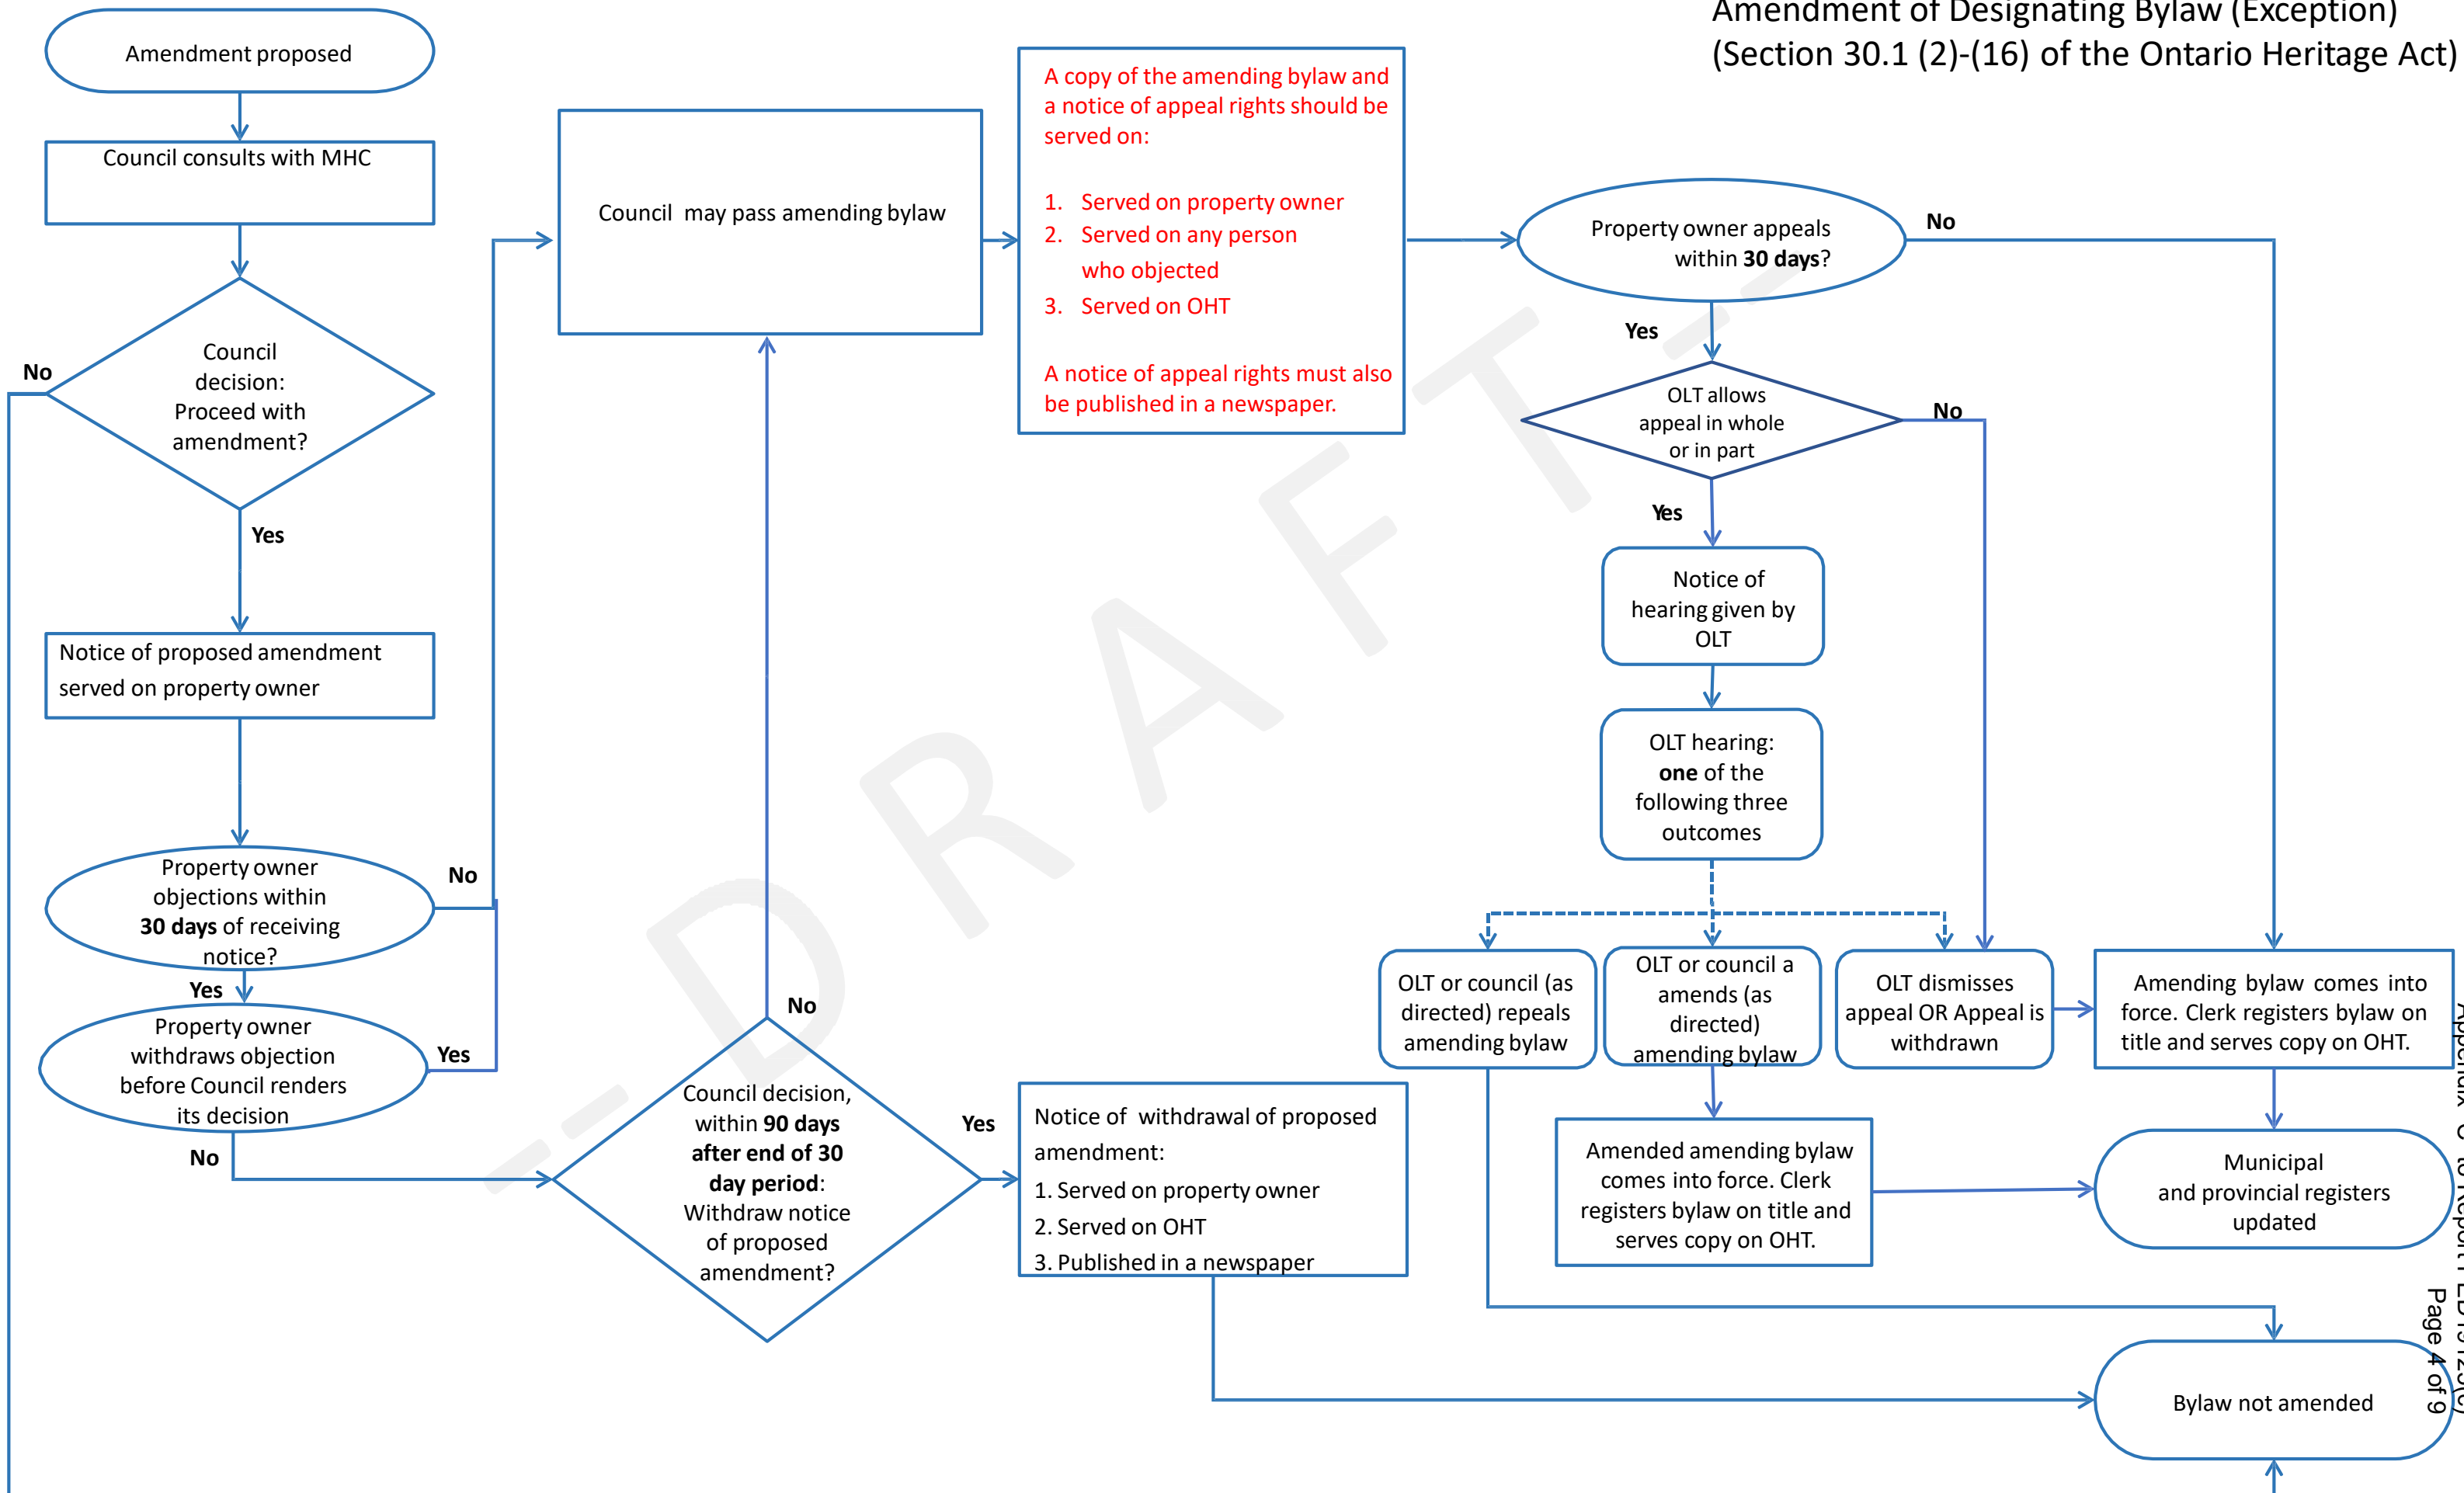 Amendment of Designating Bylaw (Exception)
(Section 30.1 (2)-(16) of the Ontario Heritage Act)
Amendment proposed
Council consults with MHC
Council
decision:
Proceed with
amendment?
No
Yes
Notice of proposed amendment
served on property owner
Property owner
objections within
30 days of receiving
notice?
No
Yes
Property owner
withdraws objection
before Council renders
its decision
Yes
No
Council may pass amending bylaw
No
Council decision,
within 90 days
after end of 30
day period:
Withdraw notice
of proposed
amendment?
Yes
Notice of withdrawal of proposed
amendment:
1. Served on property owner
2. Served on OHT
3. Published in a newspaper
A copy of the amending bylaw and
a notice of appeal rights should be
served on:
1. Served on property owner
2. Served on any person
who objected
3. Served on OHT
A notice of appeal rights must also
be published in a newspaper.
Property owner appeals
within 30 days?
No
Yes
OLT allows
appeal in whole
or in part
No
Yes
Notice of
hearing given by
OLT
OLT hearing:
one of the
following three
outcomes
OLT or council (as
directed) repeals
amending bylaw
OLT or council a
amends (as
directed)
amending bylaw
OLT dismisses
appeal OR Appeal is
withdrawn
Amending bylaw comes into
force. Clerk registers bylaw on
title and serves copy on OHT.
Amended amending bylaw
comes into force. Clerk
registers bylaw on title and
serves copy on OHT.
Municipal
and provincial registers
updated
Bylaw not amended
-- D R A F T --
Appendix to Report
Page 4 of 9